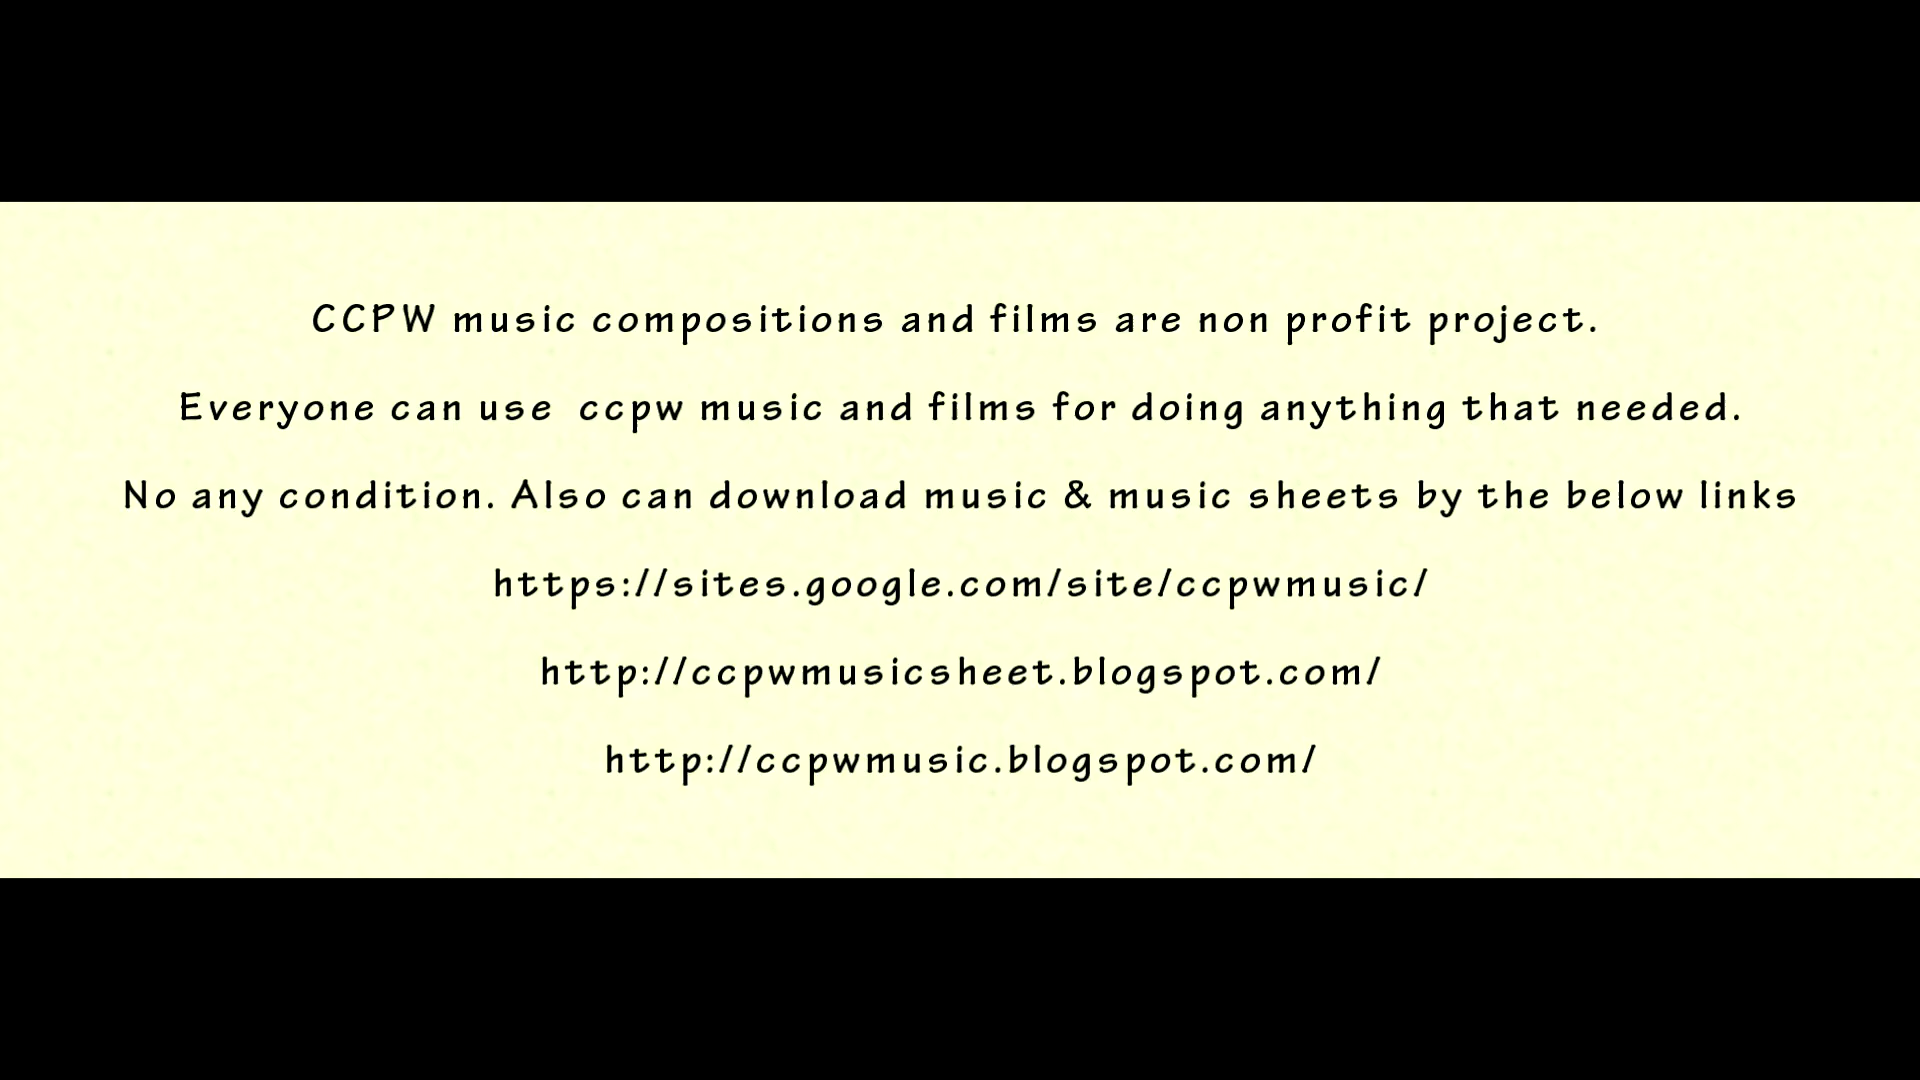 CCPW music compositions and films are non profit project.
Everyone can use ccpw music and films for doing anything that needed.
No any condition. Also can download music & music sheets by the below links
https://sites.google.com/site/ccpwmusic/
http://ccpwmusicsheet.blogspot.com/
http://ccpwmusic.blogspot.com/